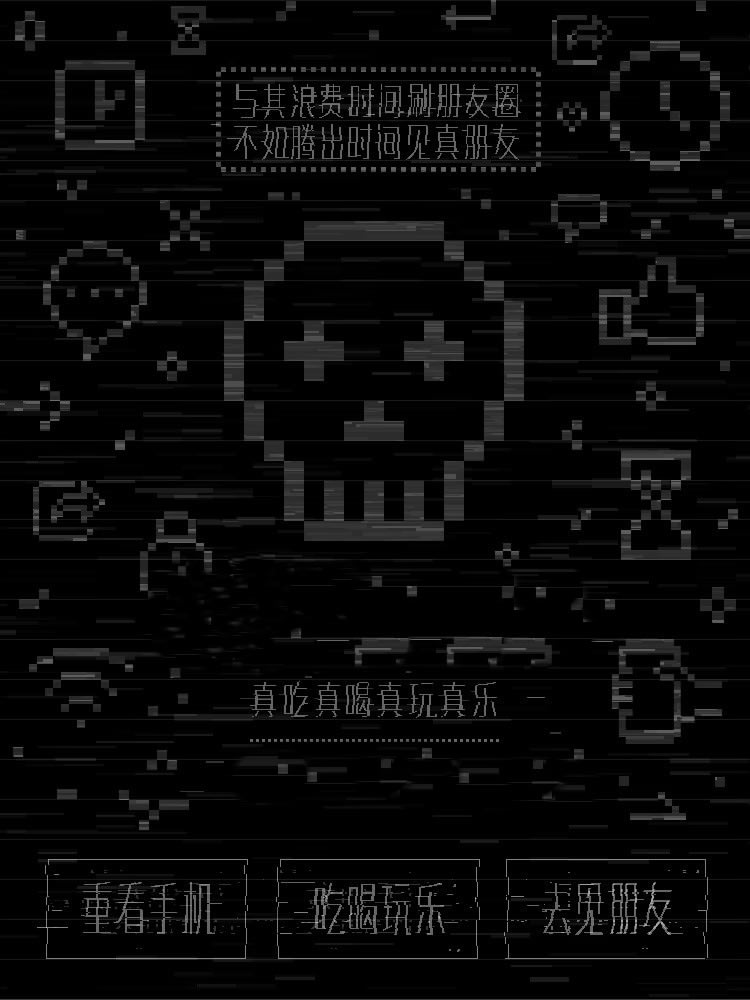 与其浪费时间刷朋友圈
不如腾出时间见真朋友
真吃真喝真玩真乐
重看手机
吃喝玩乐
去见朋友